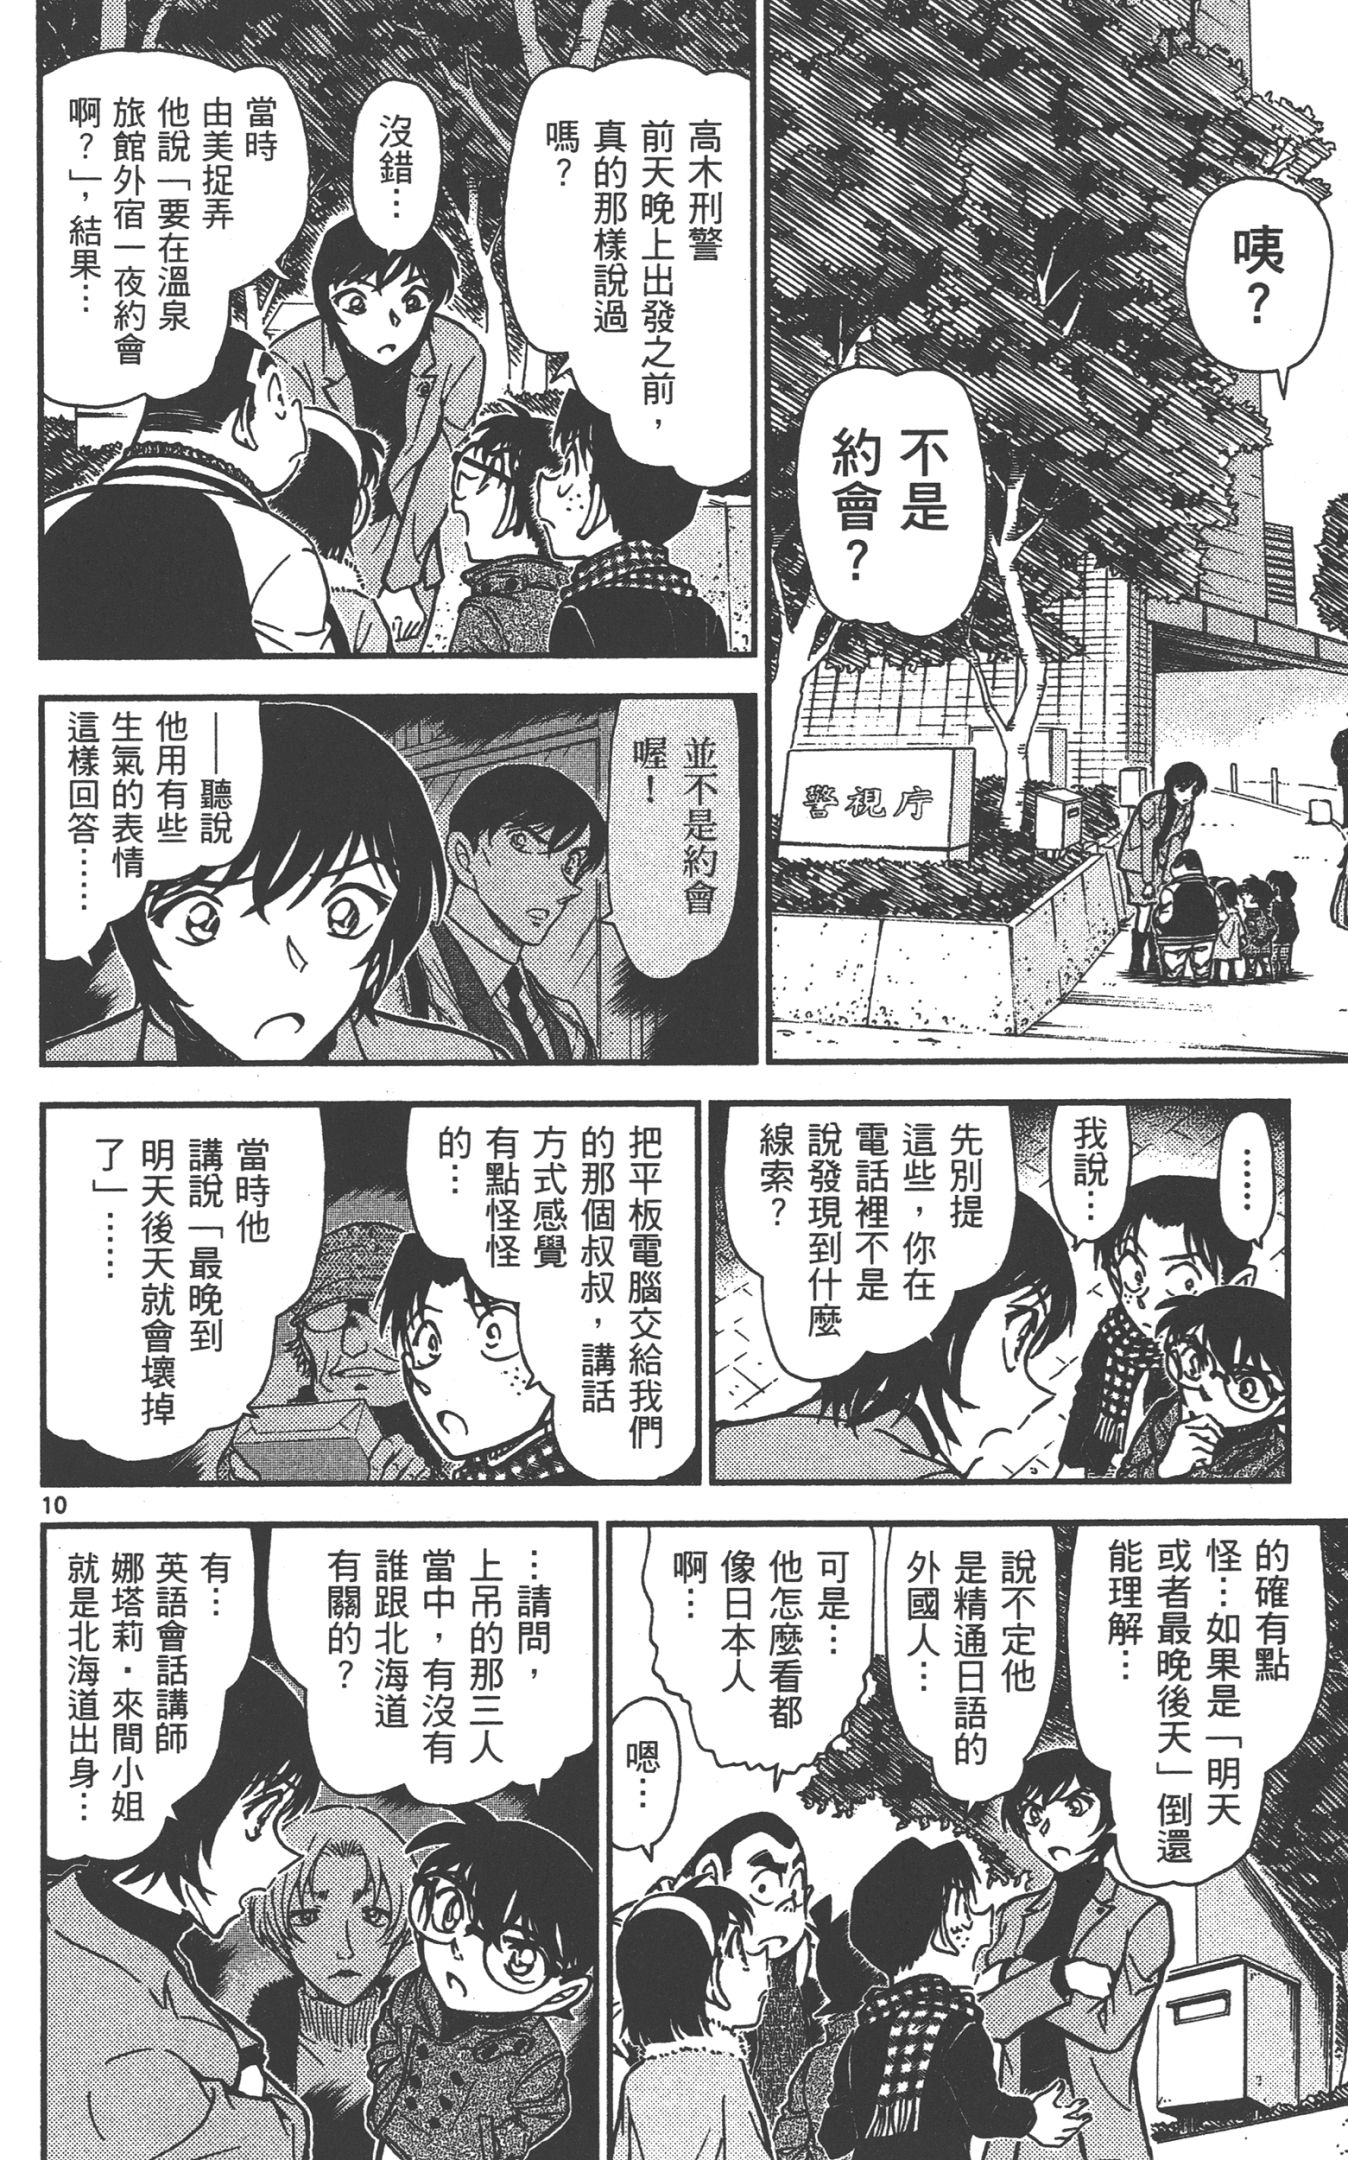 咦？
不是
約會？
警視庁
高木刑警
前天晚上出發之前，
真的那樣說過
嗎？
沒錯…
當時
由美捉弄
他說「要在溫泉
旅館外宿一夜約會
啊？」，結果…
並不是約會
喔！
——聽說
他用有些
生氣的表情
這樣回答……
……
我說…
先別提
這些，你在
電話裡不是
說發現到什麼
線索？
把平板電腦交給我們
的那個叔叔，講話
方式感覺
有點怪怪
的…
當時他
講說「最晚到
明天後天就會壞掉
了」……
10
的確有點
怪…如果是「明天
或者最晚後天」倒還
能理解…
說不定他
是精通日語的
外國人…
可是…
他怎麼看都
像日本人
啊…
嗯…
…請問，
上吊的那三人
當中，有沒有
誰跟北海道
有關的？
有…
英語會話講師
娜塔莉·來間小姐
就是北海道出身…